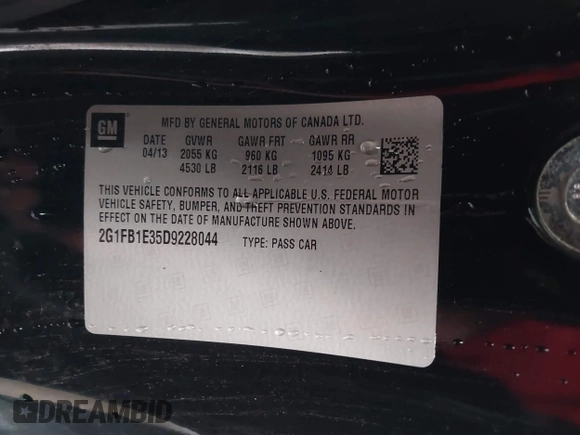 GM
MFD BY GENERAL MOTORS OF CANADA LTD.
DATE GVWR GAWR FRT GAWR RR
04/13 2055 KG 960 KG 1095 KG
4530 LB 2116 LB 2414 LB
THIS VEHICLE CONFORMS TO ALL APPLICABLE U.S. FEDERAL MOTOR
VEHICLE SAFETY, BUMPER, AND THEFT PREVENTION STANDARDS IN
EFFECT ON THE DATE OF MANUFACTURE SHOWN ABOVE.
2G1FB1E35D9228044 TYPE: PASS CAR
DREAMBID